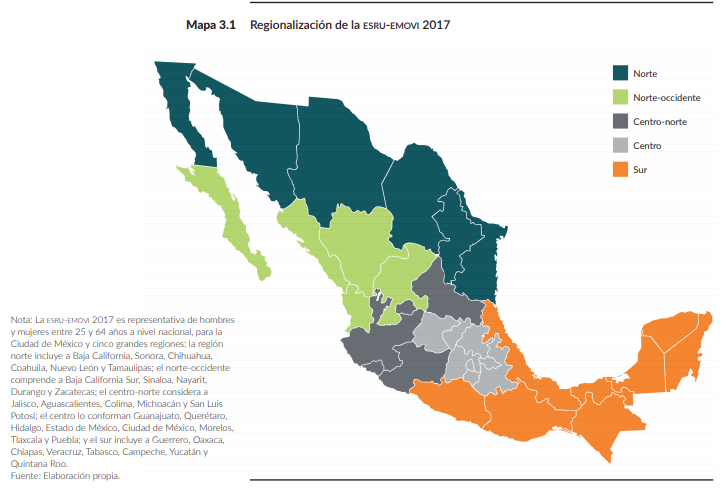 Mapa 3.1 Regionalización de la ESRU-EMOVI 2017
Norte
Norte-occidente
Centro-norte
Centro
Sur
Nota: La ESRU-EMOVI 2017 es representativa de hombres
y mujeres entre 25 y 64 años a nivel nacional, para la
Ciudad de México y cinco grandes regiones: la región
norte incluye a Baja California, Sonora, Chihuahua,
Coahuila, Nuevo León y Tamaulipas; el norte-occidente
comprende a Baja California Sur, Sinaloa, Nayarit,
Durango y Zacatecas; el centro-norte considera a
Jalisco, Aguascalientes, Colima, Michoacán y San Luis
Potosí; el centro lo conforman Guanajuato, Querétaro,
Hidalgo, Estado de México, Ciudad de México, Morelos,
Tlaxcala y Puebla; y el sur incluye a Guerrero, Oaxaca,
Chiapas, Veracruz, Tabasco, Campeche, Yucatán y
Quintana Roo.
Fuente: Elaboración propia.